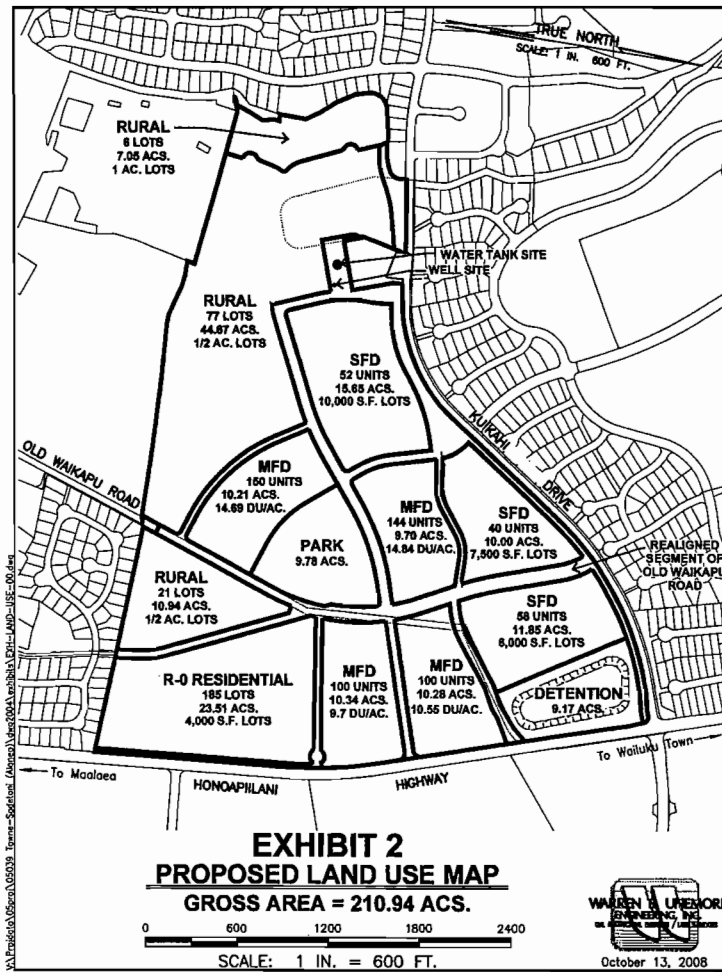 TRUE NORTH
SCALE: 1 IN. 600 FT.
RURAL
6 LOTS
7.05 ACS.
1 AC. LOTS
WATER TANK SITE
WELL SITE
RURAL
77 LOTS
44.67 ACS.
1/2 AC. LOTS
SFD
52 UNITS
15.65 ACS.
10,000 S.F. LOTS
KUIKAHI DRIVE
OLD WAIKAPU ROAD
MFD
150 UNITS
10.21 ACS.
14.69 DU/AC.
MFD
144 UNITS
9.70 ACS.
14.84 DU/AC.
SFD
40 UNITS
10.00 ACS.
7,500 S.F. LOTS
PARK
9.78 ACS.
REALIGNED
SEGMENT OF
OLD WAIKAPU
ROAD
RURAL
21 LOTS
10.94 ACS.
1/2 AC. LOTS
SFD
58 UNITS
11.85 ACS.
6,000 S.F. LOTS
R-0 RESIDENTIAL
185 LOTS
23.51 ACS.
4,000 S.F. LOTS
MFD
100 UNITS
10.34 ACS.
9.7 DU/AC.
MFD
100 UNITS
10.28 ACS.
10.55 DU/AC.
DETENTION
9.17 ACS.
To Maalaea
HONOAPIILANI
HIGHWAY
To Wailuku Town
EXHIBIT 2
PROPOSED LAND USE MAP
GROSS AREA = 210.94 ACS.
0 600 1200 1800 2400
SCALE: 1 IN. = 600 FT.
WARREN S. UNEMORI
ENGINEERING, INC.
October 13, 2008